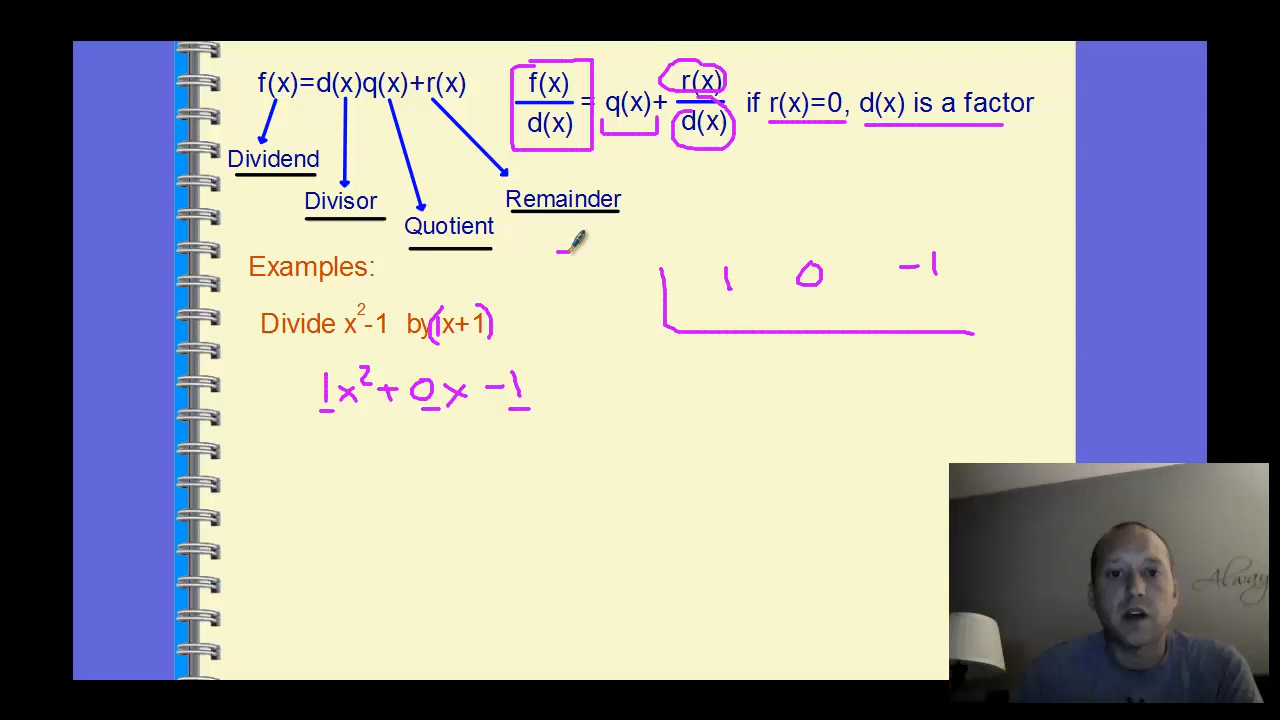 f(x)=d(x)q(x)+r(x)
f(x)/d(x) = q(x)+ r(x)/d(x) if r(x)=0, d(x) is a factor
Dividend
Divisor
Quotient
Remainder
Examples:
1 0 -1
Divide x²-1 by (x+1)
1x² + 0x - 1
Alway